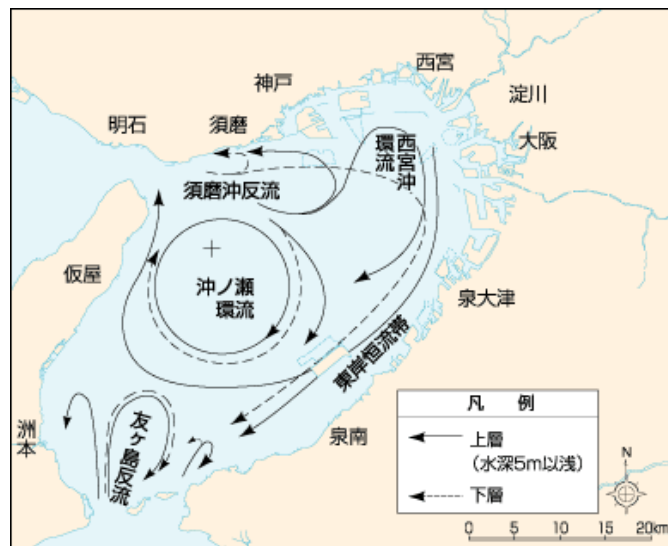 西宮
神戸
淀川
明石
須磨
大阪
西宮沖
環流
須磨沖反流
仮屋
沖ノ瀬
環流
泉大津
東岸恒流帯
洲本
友ヶ島反流
泉南
凡 例
上層
(水深5m以浅)
下層
N
0 5 10 15 20km